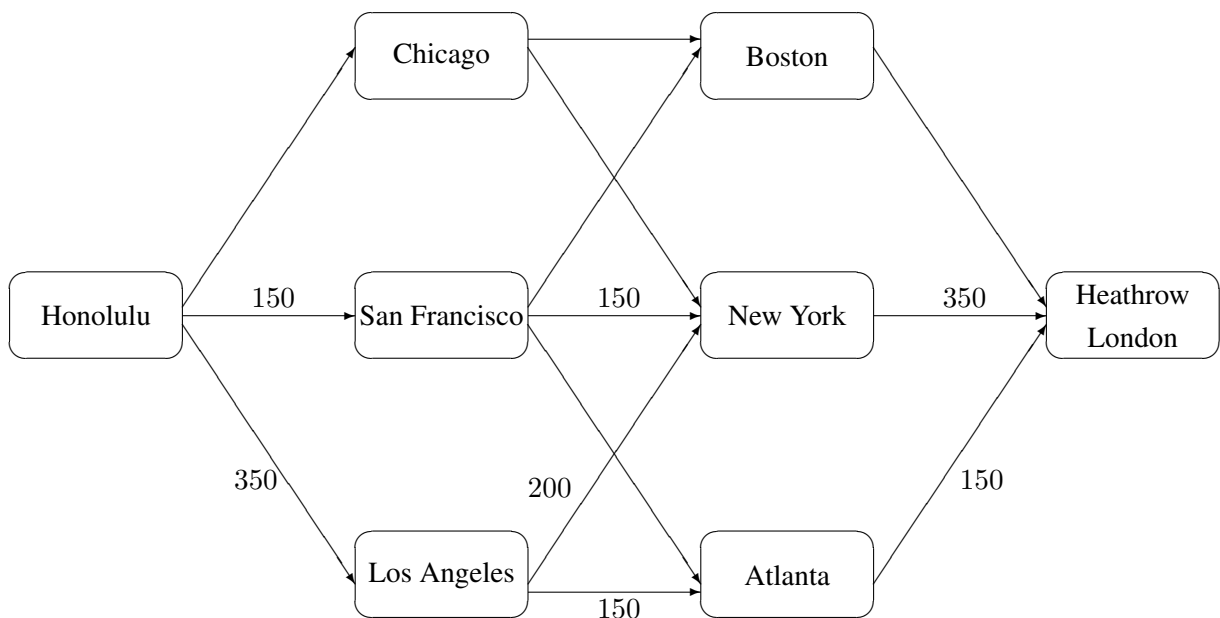 Chicago
Boston
Honolulu
150
San Francisco
150
New York
350
Heathrow
London
350
200
150
Los Angeles
150
Atlanta